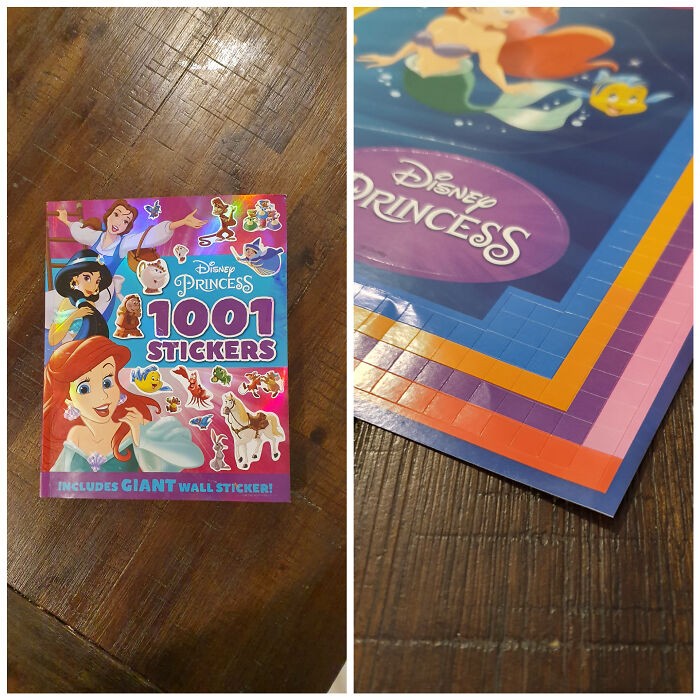 Disney
PRINCESS
1001
STICKERS
INCLUDES GIANT WALL STICKER!
Disney
PRINCESS